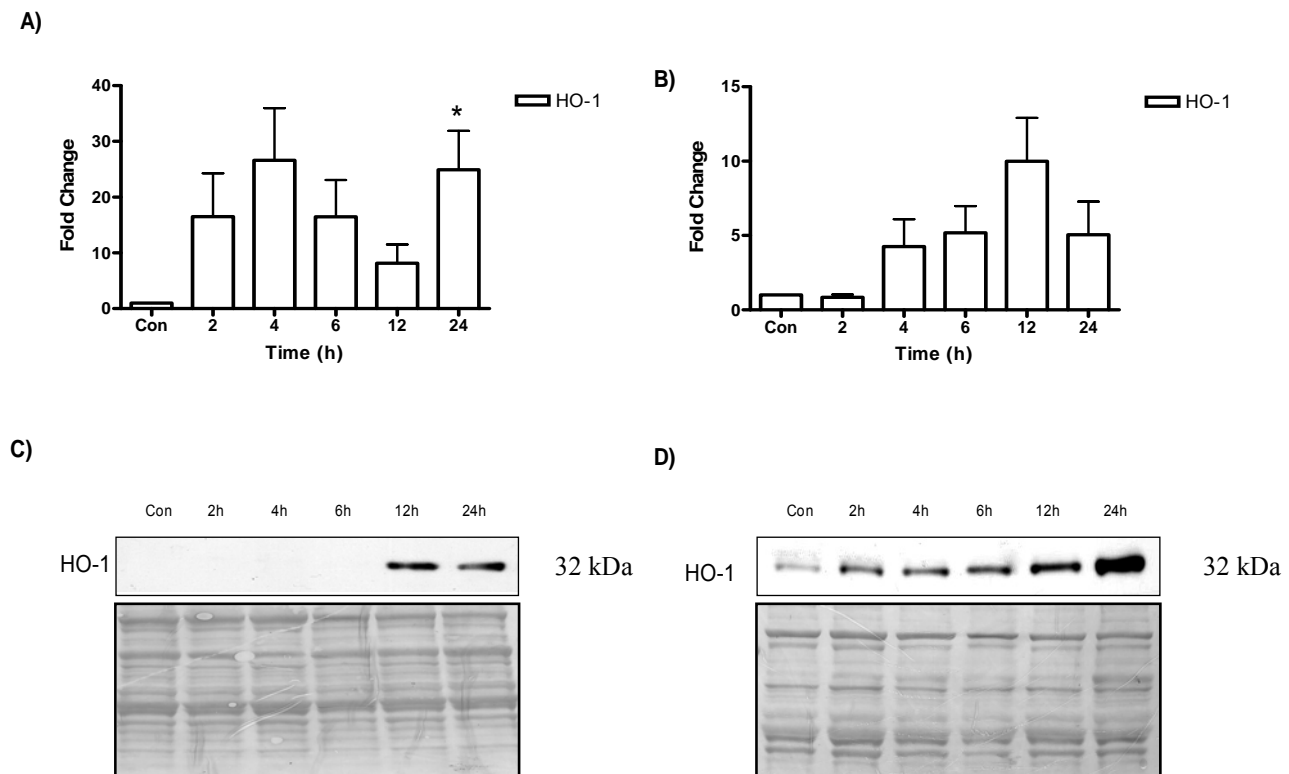 A)
40
30
20
10
0
Fold Change
*
HO-1
Con 2 4 6 12 24
Time (h)
B)
15
10
5
0
Fold Change
HO-1
Con 2 4 6 12 24
Time (h)
C)
Con 2h 4h 6h 12h 24h
HO-1 32 kDa
D)
Con 2h 4h 6h 12h 24h
HO-1 32 kDa